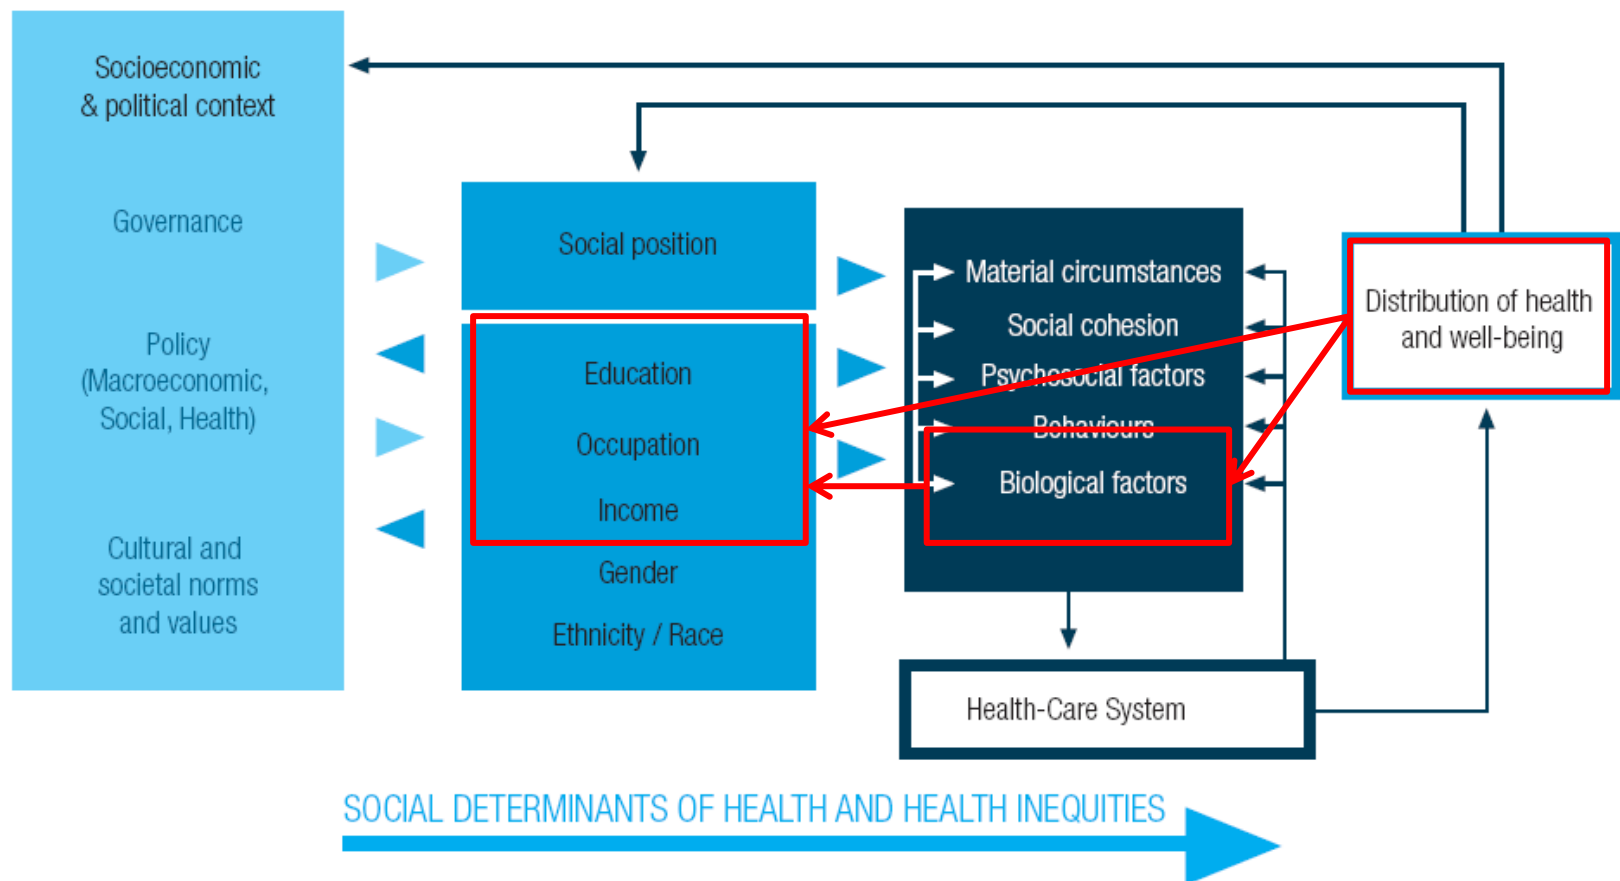 Socioeconomic
& political context
Governance
Policy
(Macroeconomic,
Social, Health)
Cultural and
societal norms
and values
Social position
Education
Occupation
Income
Gender
Ethnicity / Race
Material circumstances
Social cohesion
Psychosocial factors
Behaviours
Biological factors
Health-Care System
Distribution of health
and well-being
SOCIAL DETERMINANTS OF HEALTH AND HEALTH INEQUITIES